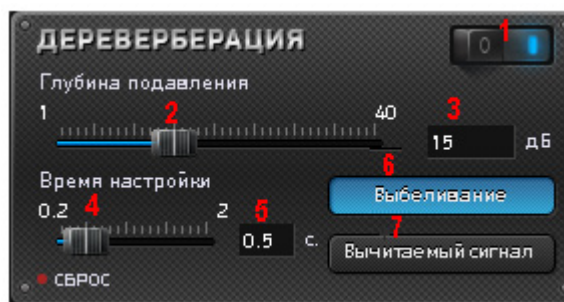 ДЕРЕВЕРБЕРАЦИЯ 0 1
Глубина подавления
1 2 40 3
15 дБ
6
Время настройки Выбеливание
0.2 4 2 5 7
0.5 с. Вычитаемый сигнал
СБРОС